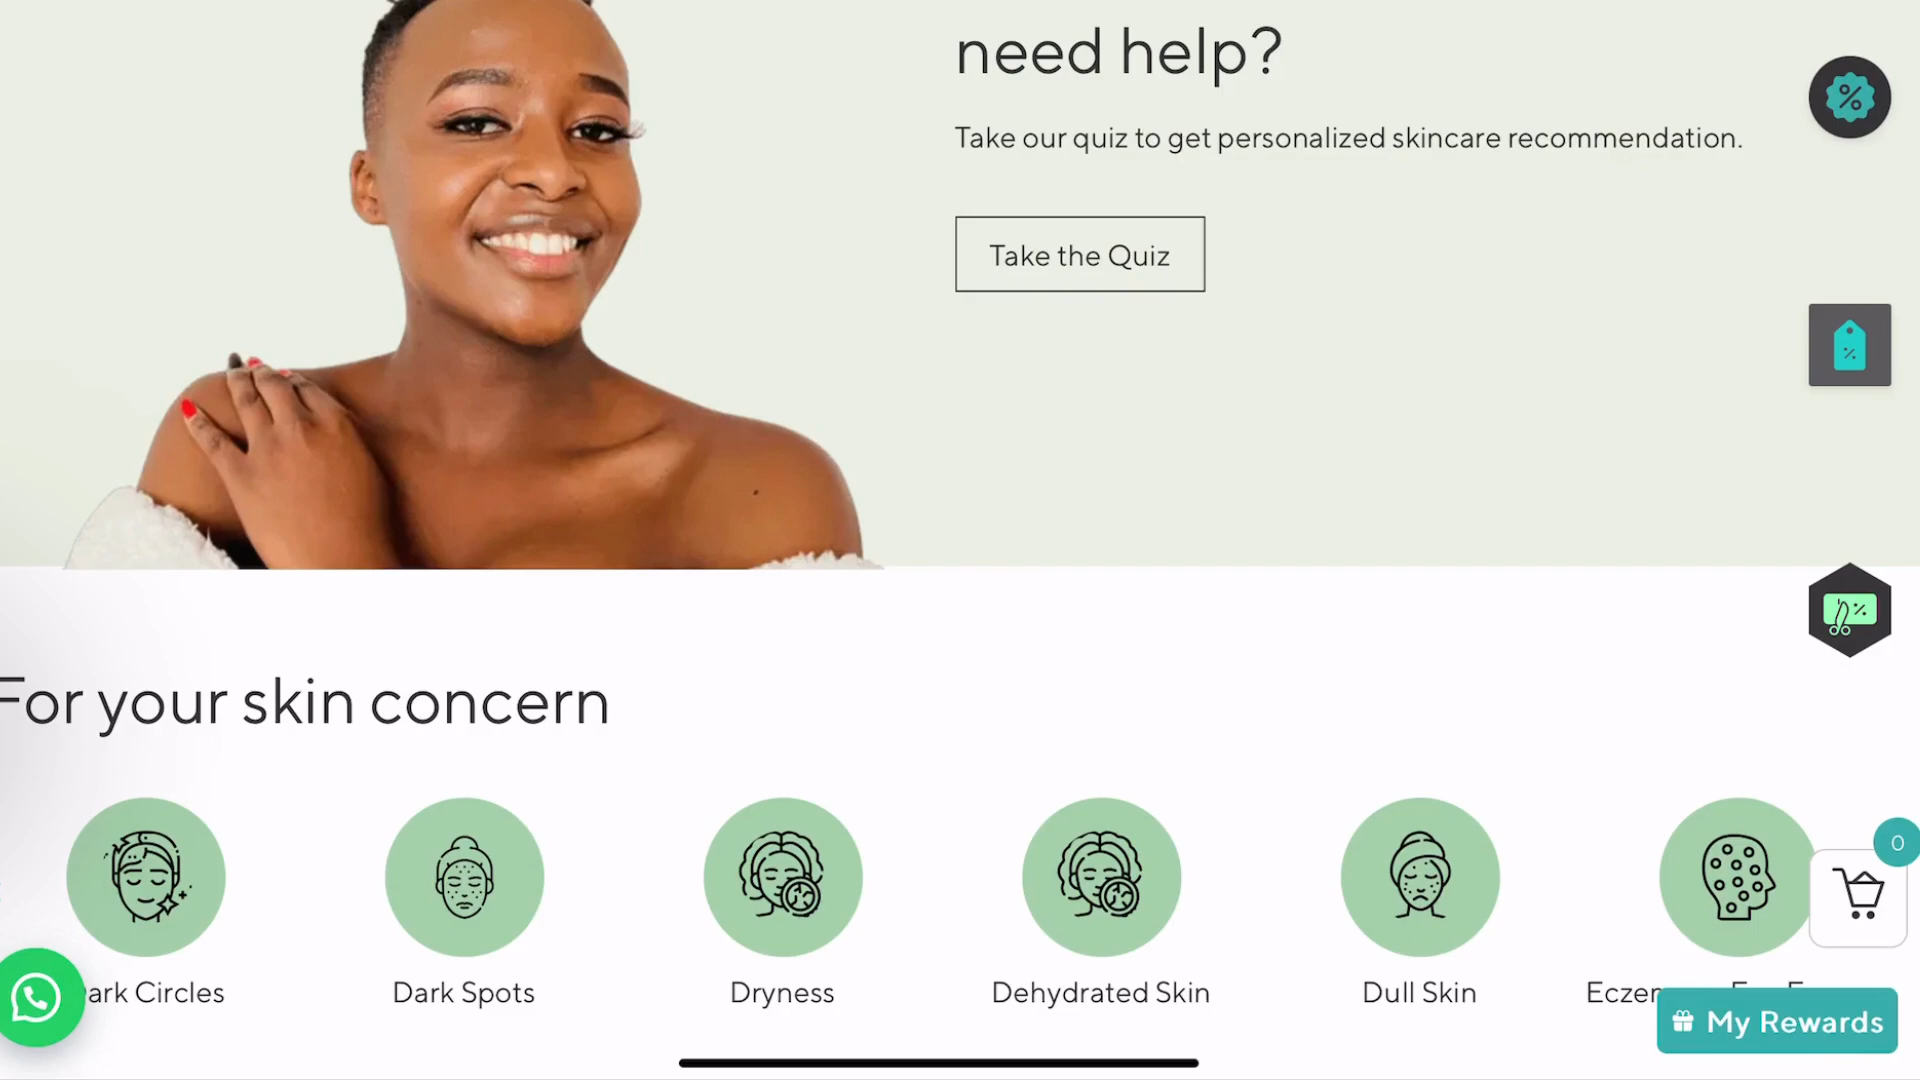 need help?
Take our quiz to get personalized skincare recommendation.
Take the Quiz
For your skin concern
0
ark Circles
Dark Spots
Dryness
Dehydrated Skin
Dull Skin
My Rewards